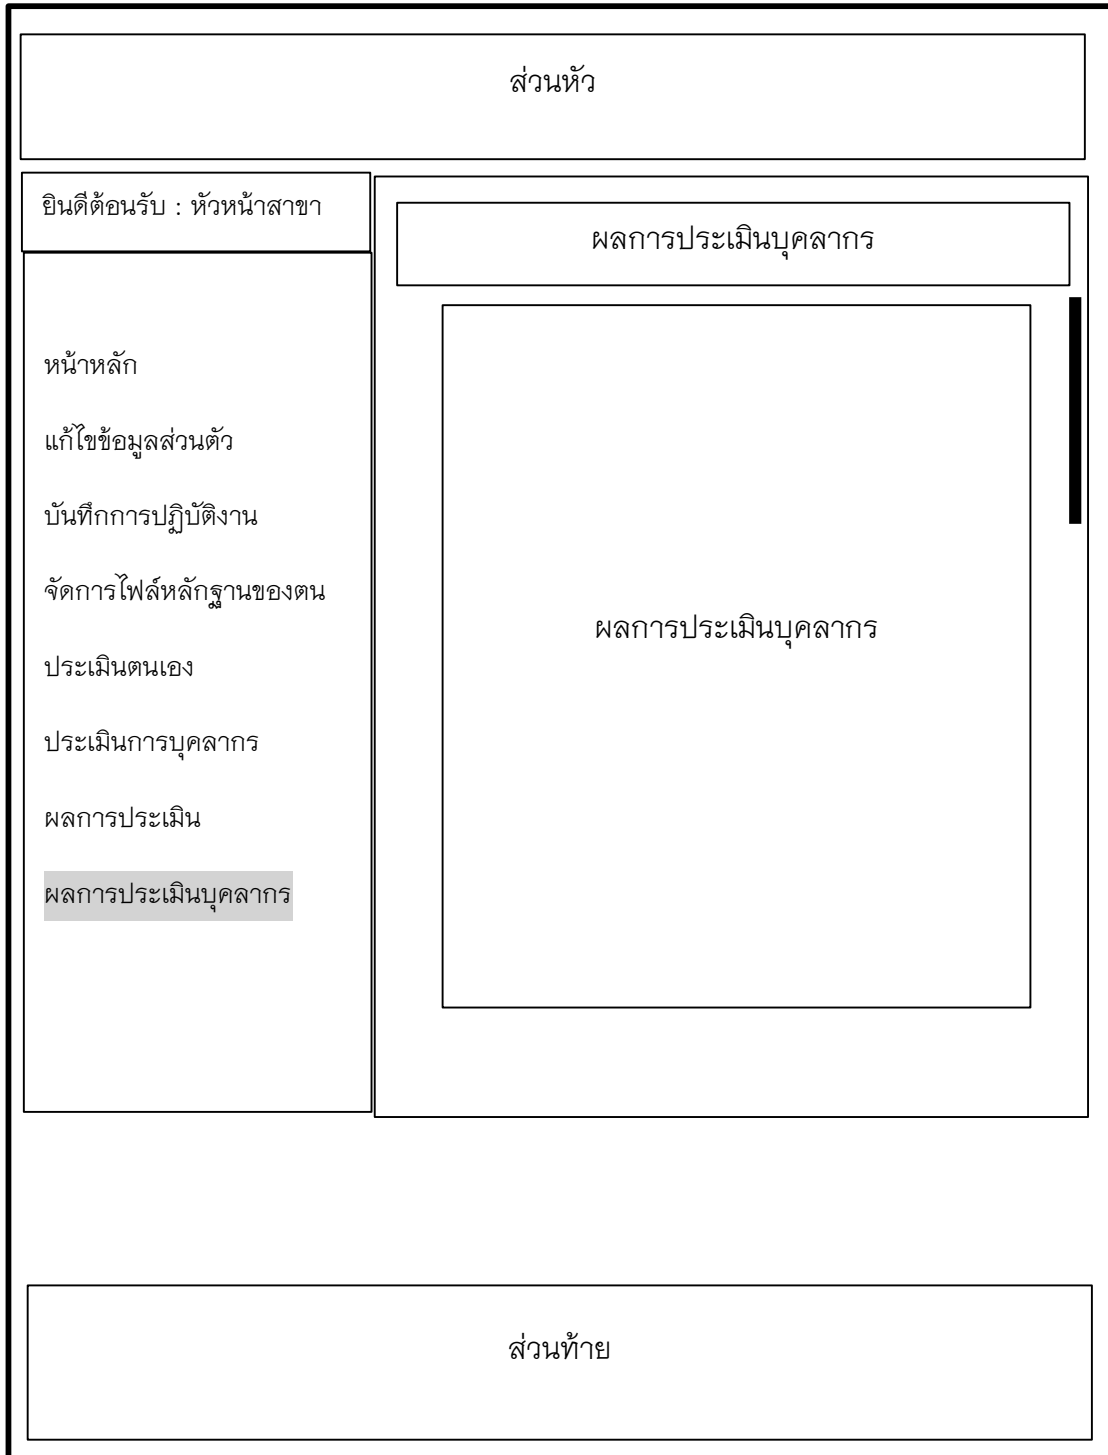 ส่วนหัว
ยินดีต้อนรับ : หัวหน้าสาขา
หน้าหลัก
แก้ไขข้อมูลส่วนตัว
บันทึกการปฏิบัติงาน
จัดการไฟล์หลักฐานของตน
ประเมินตนเอง
ประเมินการบุคลากร
ผลการประเมิน
ผลการประเมินบุคลากร
ผลการประเมินบุคลากร
ผลการประเมินบุคลากร
ส่วนท้าย